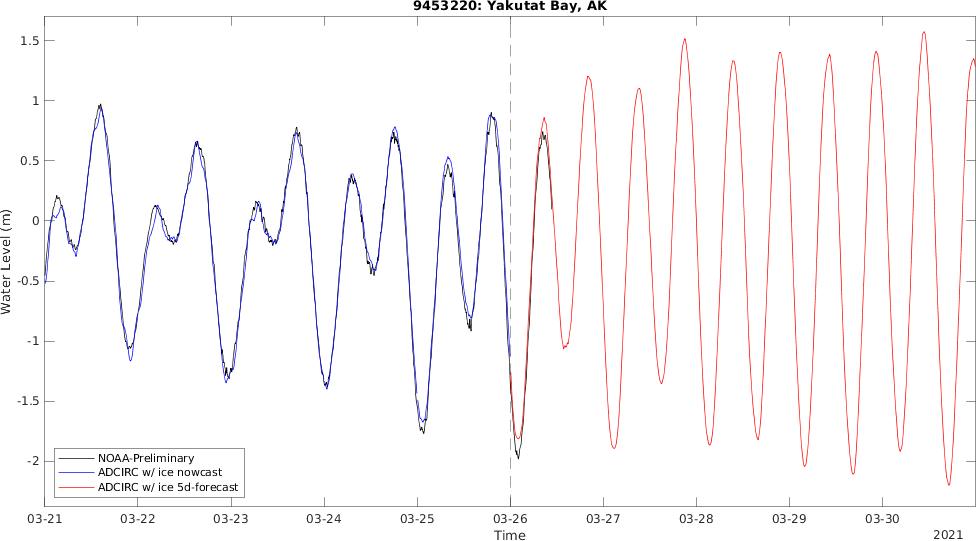 9453220: Yakutat Bay, AK
1.5
1
0.5
0
-0.5
-1
-1.5
-2
Water Level (m)
NOAA-Preliminary
ADCIRC w/ ice nowcast
ADCIRC w/ ice 5d-forecast
03-21 03-22 03-23 03-24 03-25 03-26 03-27 03-28 03-29 03-30
Time
2021